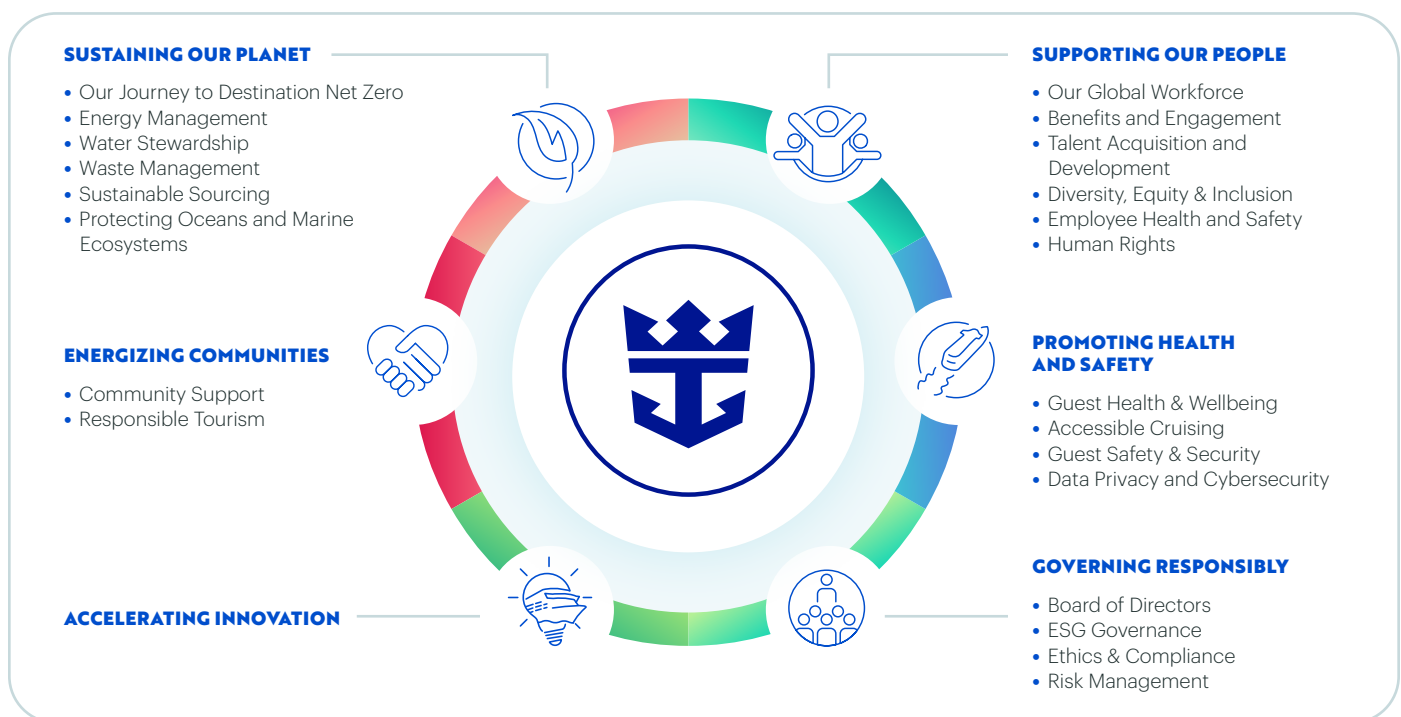 SUSTAINING OUR PLANET
• Our Journey to Destination Net Zero
• Energy Management
• Water Stewardship
• Waste Management
• Sustainable Sourcing
• Protecting Oceans and Marine
Ecosystems
ENERGIZING COMMUNITIES
• Community Support
• Responsible Tourism
ACCELERATING INNOVATION
SUPPORTING OUR PEOPLE
• Our Global Workforce
• Benefits and Engagement
• Talent Acquisition and
Development
• Diversity, Equity & Inclusion
• Employee Health and Safety
• Human Rights
PROMOTING HEALTH
AND SAFETY
• Guest Health & Wellbeing
• Accessible Cruising
• Guest Safety & Security
• Data Privacy and Cybersecurity
GOVERNING RESPONSIBLY
• Board of Directors
• ESG Governance
• Ethics & Compliance
• Risk Management